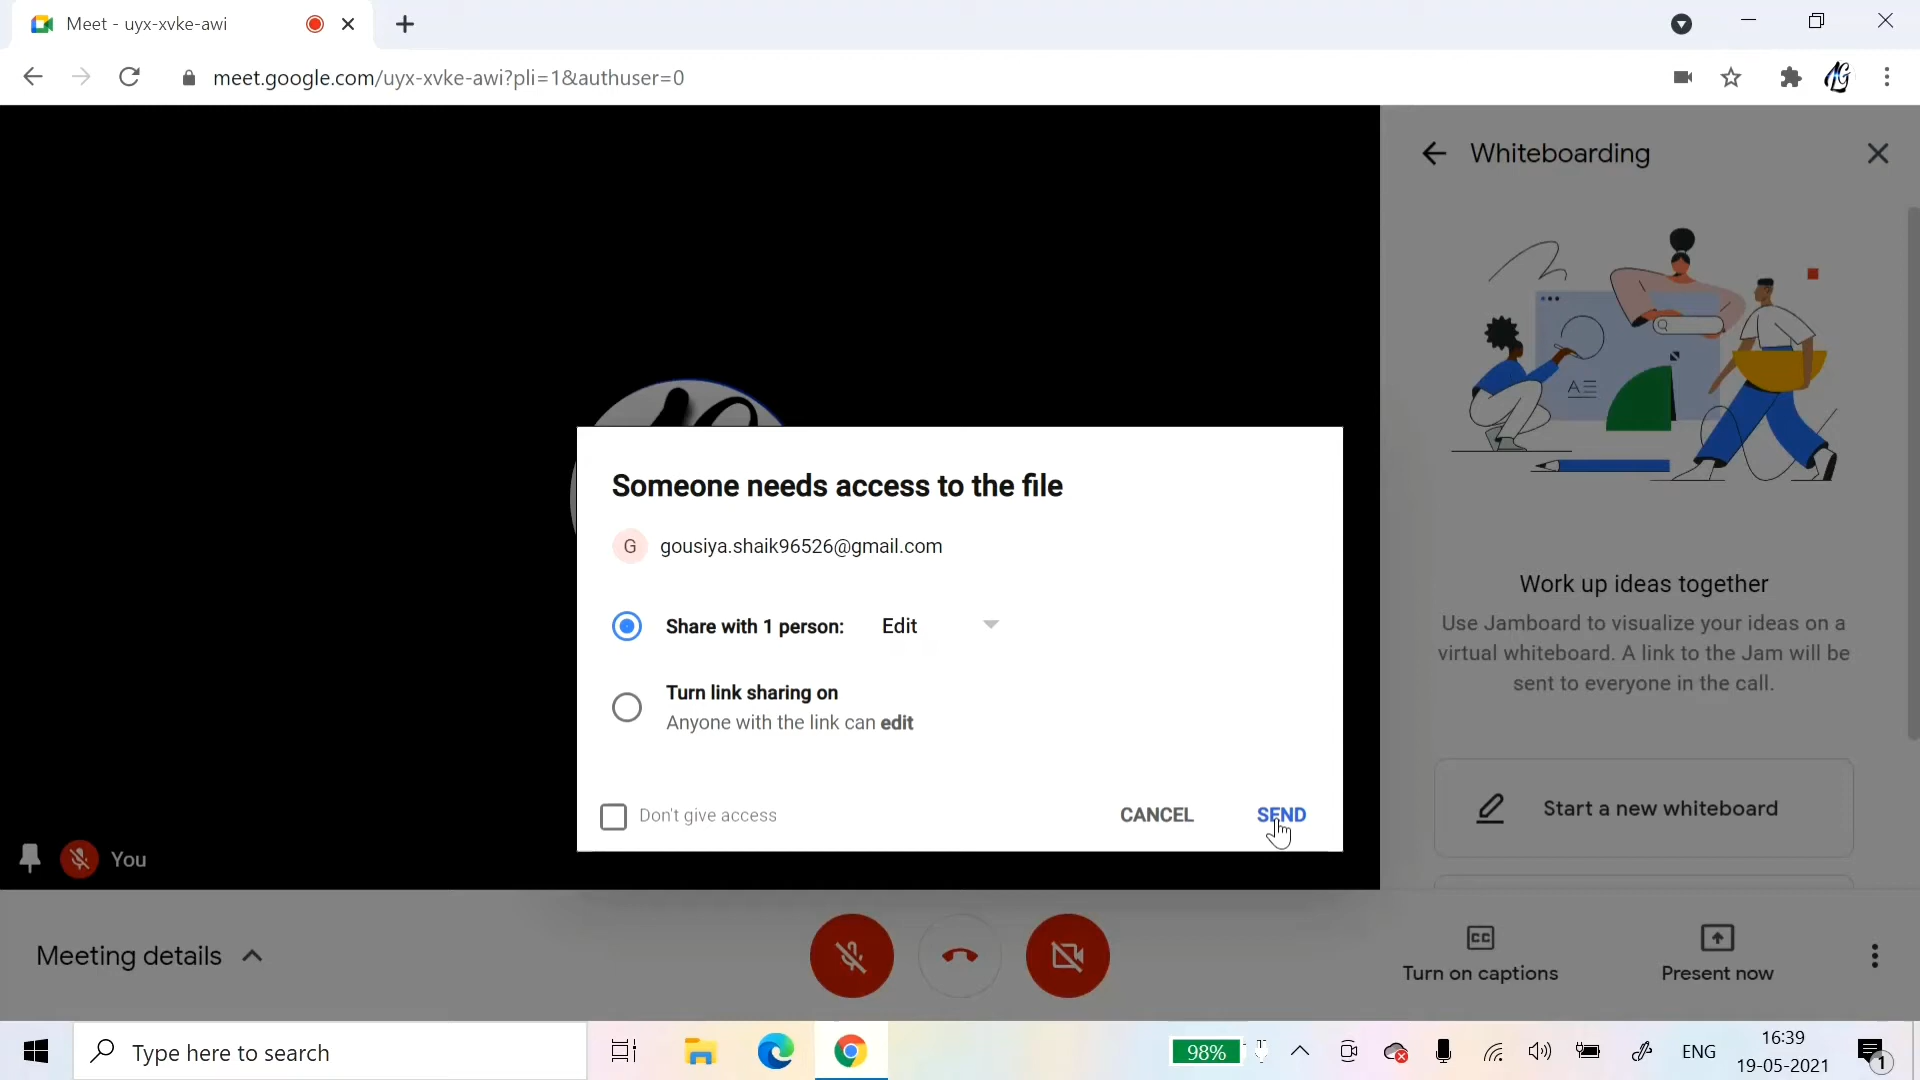 Meet - uyx-xvke-awi
meet.google.com/uyx-xvke-awi?pli=1&authuser=0
Whiteboarding
Someone needs access to the file
G gousiya.shaik96526@gmail.com
Share with 1 person: Edit
Turn link sharing on
Anyone with the link can edit
Don't give access
CANCEL
SEND
Work up ideas together
Use Jamboard to visualize your ideas on a
virtual whiteboard. A link to the Jam will be
sent to everyone in the call.
Start a new whiteboard
You
Meeting details
CC
Turn on captions
Present now
Type here to search
98%
ENG
16:39
19-05-2021
1